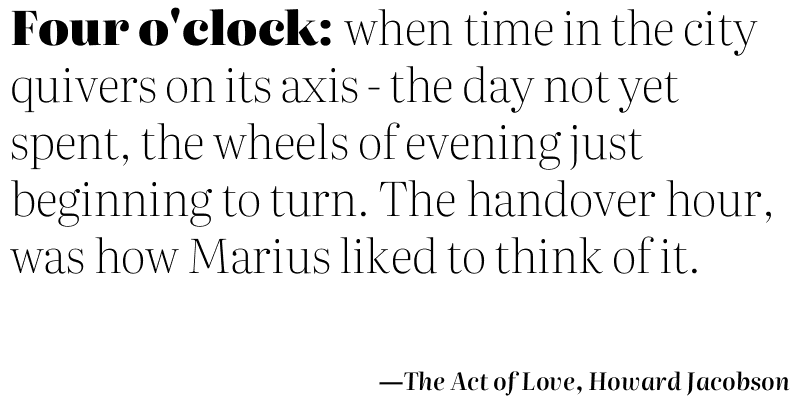 Four o'clock: when time in the city
quivers on its axis - the day not yet
spent, the wheels of evening just
beginning to turn. The handover hour,
was how Marius liked to think of it.
—The Act of Love, Howard Jacobson